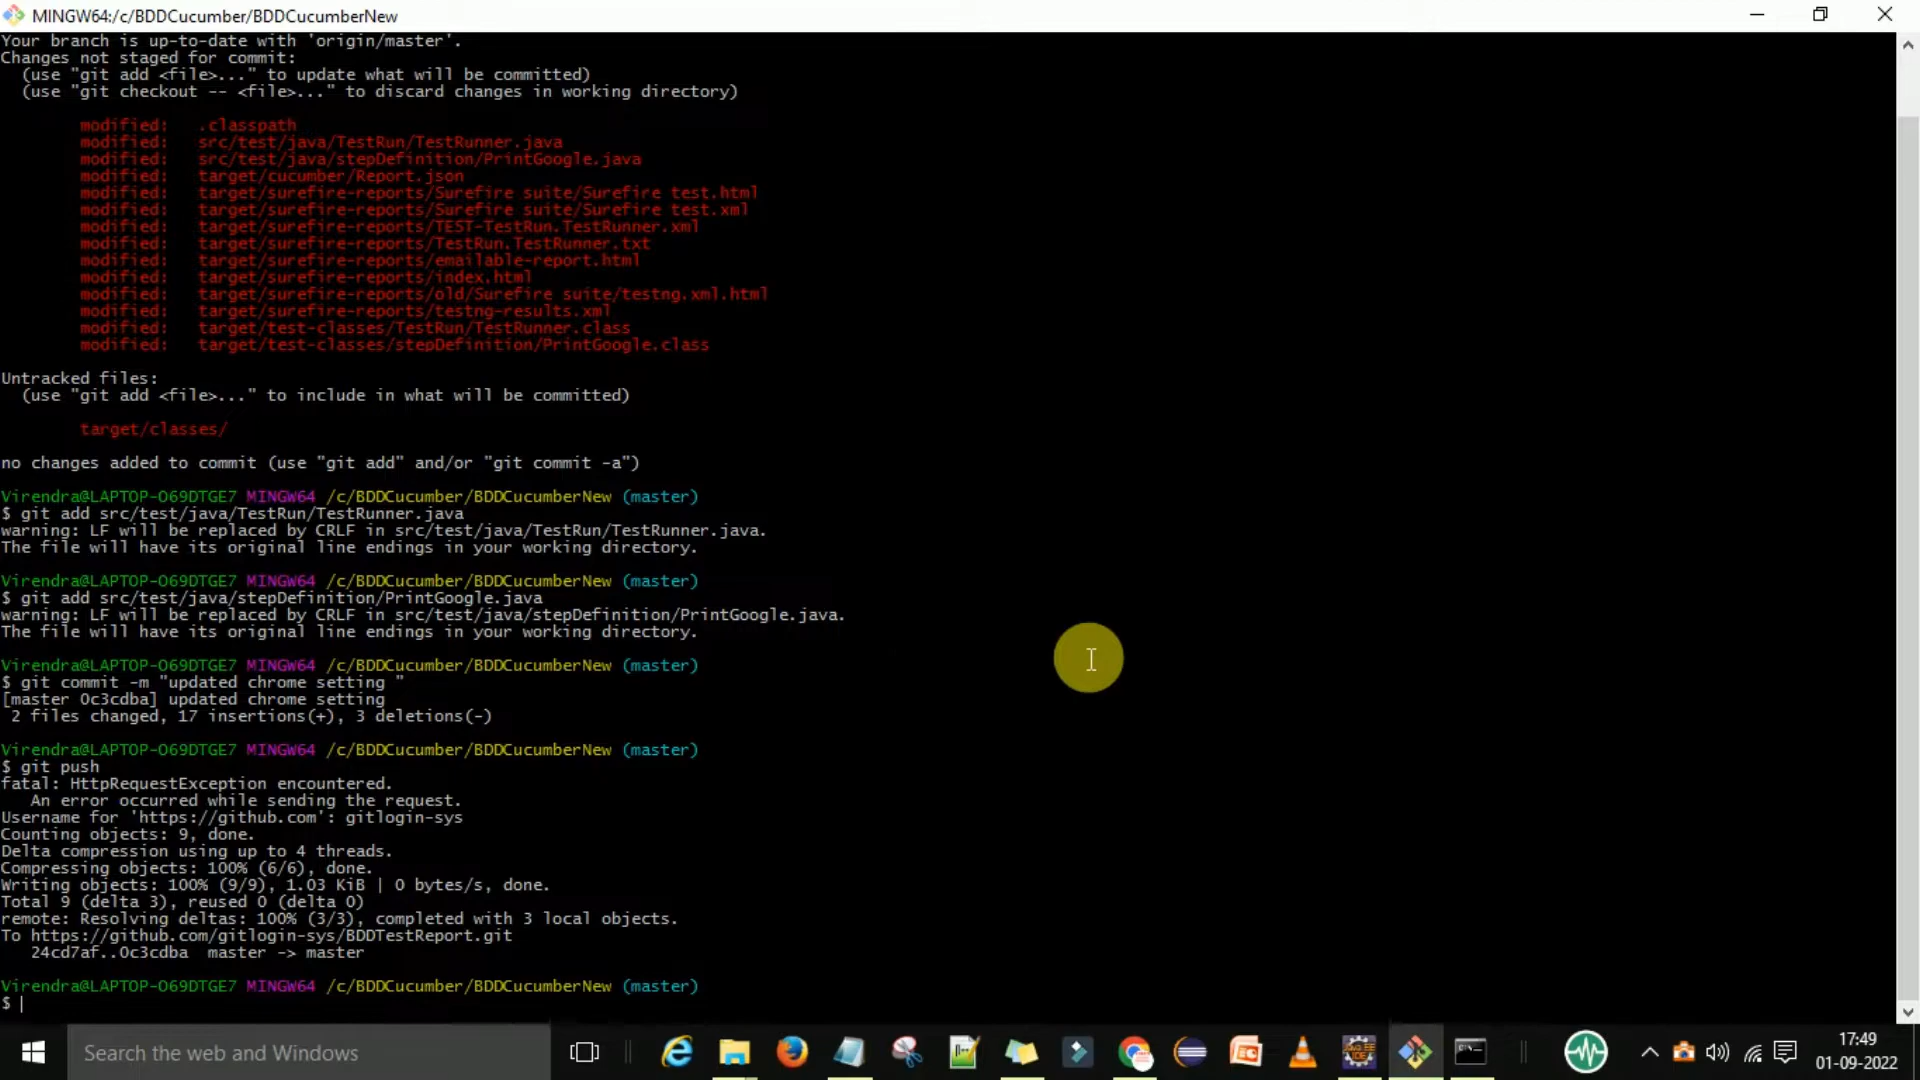 MINGW64:/c/BDDCucumber/BDDCucumberNew
Your branch is up-to-date with 'origin/master'.
Changes not staged for commit:
  (use "git add <file>..." to update what will be committed)
  (use "git checkout -- <file>..." to discard changes in working directory)
        modified:   .classpath
        modified:   src/test/java/TestRun/TestRunner.java
        modified:   src/test/java/stepDefinition/PrintGoogle.java
        modified:   target/cucumber/Report.json
        modified:   target/surefire-reports/Surefire suite/Surefire test.html
        modified:   target/surefire-reports/Surefire suite/Surefire test.xml
        modified:   target/surefire-reports/TEST-TestRun.TestRunner.xml
        modified:   target/surefire-reports/TestRun.TestRunner.txt
        modified:   target/surefire-reports/emailable-report.html
        modified:   target/surefire-reports/index.html
        modified:   target/surefire-reports/old/Surefire suite/testng.xml.html
        modified:   target/surefire-reports/testng-results.xml
        modified:   target/test-classes/TestRun/TestRunner.class
        modified:   target/test-classes/stepDefinition/PrintGoogle.class
Untracked files:
  (use "git add <file>..." to include in what will be committed)
        target/classes/
no changes added to commit (use "git add" and/or "git commit -a")
Virendra@LAPTOP-O69DTGE7 MINGW64 /c/BDDCucumber/BDDCucumberNew (master)
$ git add src/test/java/TestRun/TestRunner.java
warning: LF will be replaced by CRLF in src/test/java/TestRun/TestRunner.java.
The file will have its original line endings in your working directory.
Virendra@LAPTOP-O69DTGE7 MINGW64 /c/BDDCucumber/BDDCucumberNew (master)
$ git add src/test/java/stepDefinition/PrintGoogle.java
warning: LF will be replaced by CRLF in src/test/java/stepDefinition/PrintGoogle.java.
The file will have its original line endings in your working directory.
Virendra@LAPTOP-O69DTGE7 MINGW64 /c/BDDCucumber/BDDCucumberNew (master)
$ git commit -m "updated chrome setting "
[master 0c3cdba] updated chrome setting
 2 files changed, 17 insertions(+), 3 deletions(-)
Virendra@LAPTOP-O69DTGE7 MINGW64 /c/BDDCucumber/BDDCucumberNew (master)
$ git push
fatal: HttpRequestException encountered.
   An error occurred while sending the request.
Username for 'https://github.com': gitlogin-sys
Counting objects: 9, done.
Delta compression using up to 4 threads.
Compressing objects: 100% (6/6), done.
Writing objects: 100% (9/9), 1.03 KiB | 0 bytes/s, done.
Total 9 (delta 3), reused 0 (delta 0)
remote: Resolving deltas: 100% (3/3), completed with 3 local objects.
To https://github.com/gitlogin-sys/BDDTestReport.git
   24cd7af..0c3cdba  master -> master
Virendra@LAPTOP-O69DTGE7 MINGW64 /c/BDDCucumber/BDDCucumberNew (master)
$
Search the web and Windows
17:49
01-09-2022